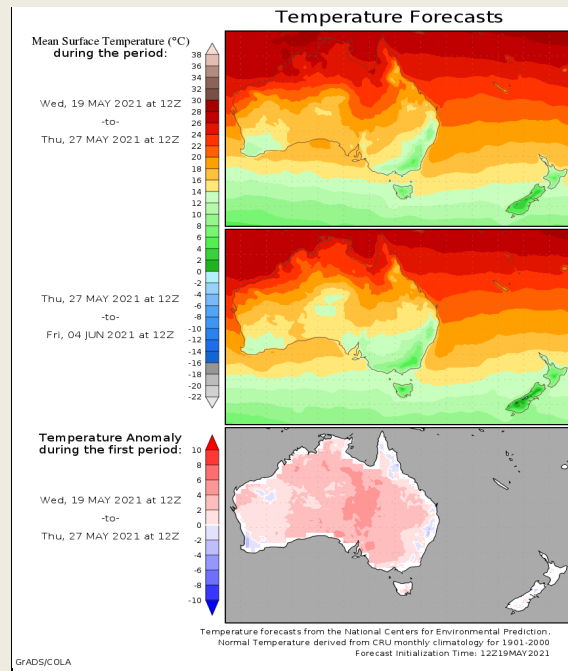 Temperature Forecasts
Mean Surface Temperature (°C)
during the period:
Wed, 19 MAY 2021 at 12Z
-to-
Thu, 27 MAY 2021 at 12Z
38
36
34
32
30
28
26
24
22
20
18
16
14
12
10
8
6
4
2
0
-2
-4
-6
-8
-10
-12
-14
-16
-18
-20
-22
Thu, 27 MAY 2021 at 12Z
-to-
Fri, 04 JUN 2021 at 12Z
Temperature Anomaly
during the first period:
Wed, 19 MAY 2021 at 12Z
-to-
Thu, 27 MAY 2021 at 12Z
10
8
6
4
2
0
-2
-4
-6
-8
-10
Temperature forecasts from the National Centers for Environmental Prediction.
Normal Temperature derived from CRU monthly climatology for 1901-2000
Forecast Initialization Time: 12Z19MAY2021
GrADS/COLA